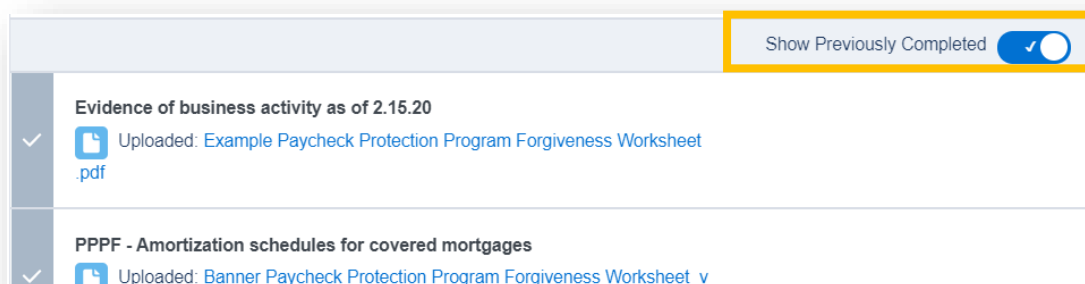 Show Previously Completed
Evidence of business activity as of 2.15.20
Uploaded: Example Paycheck Protection Program Forgiveness Worksheet
.pdf
PPPF - Amortization schedules for covered mortgages
Uploaded: Banner Paycheck Protection Program Forgiveness Worksheet_v